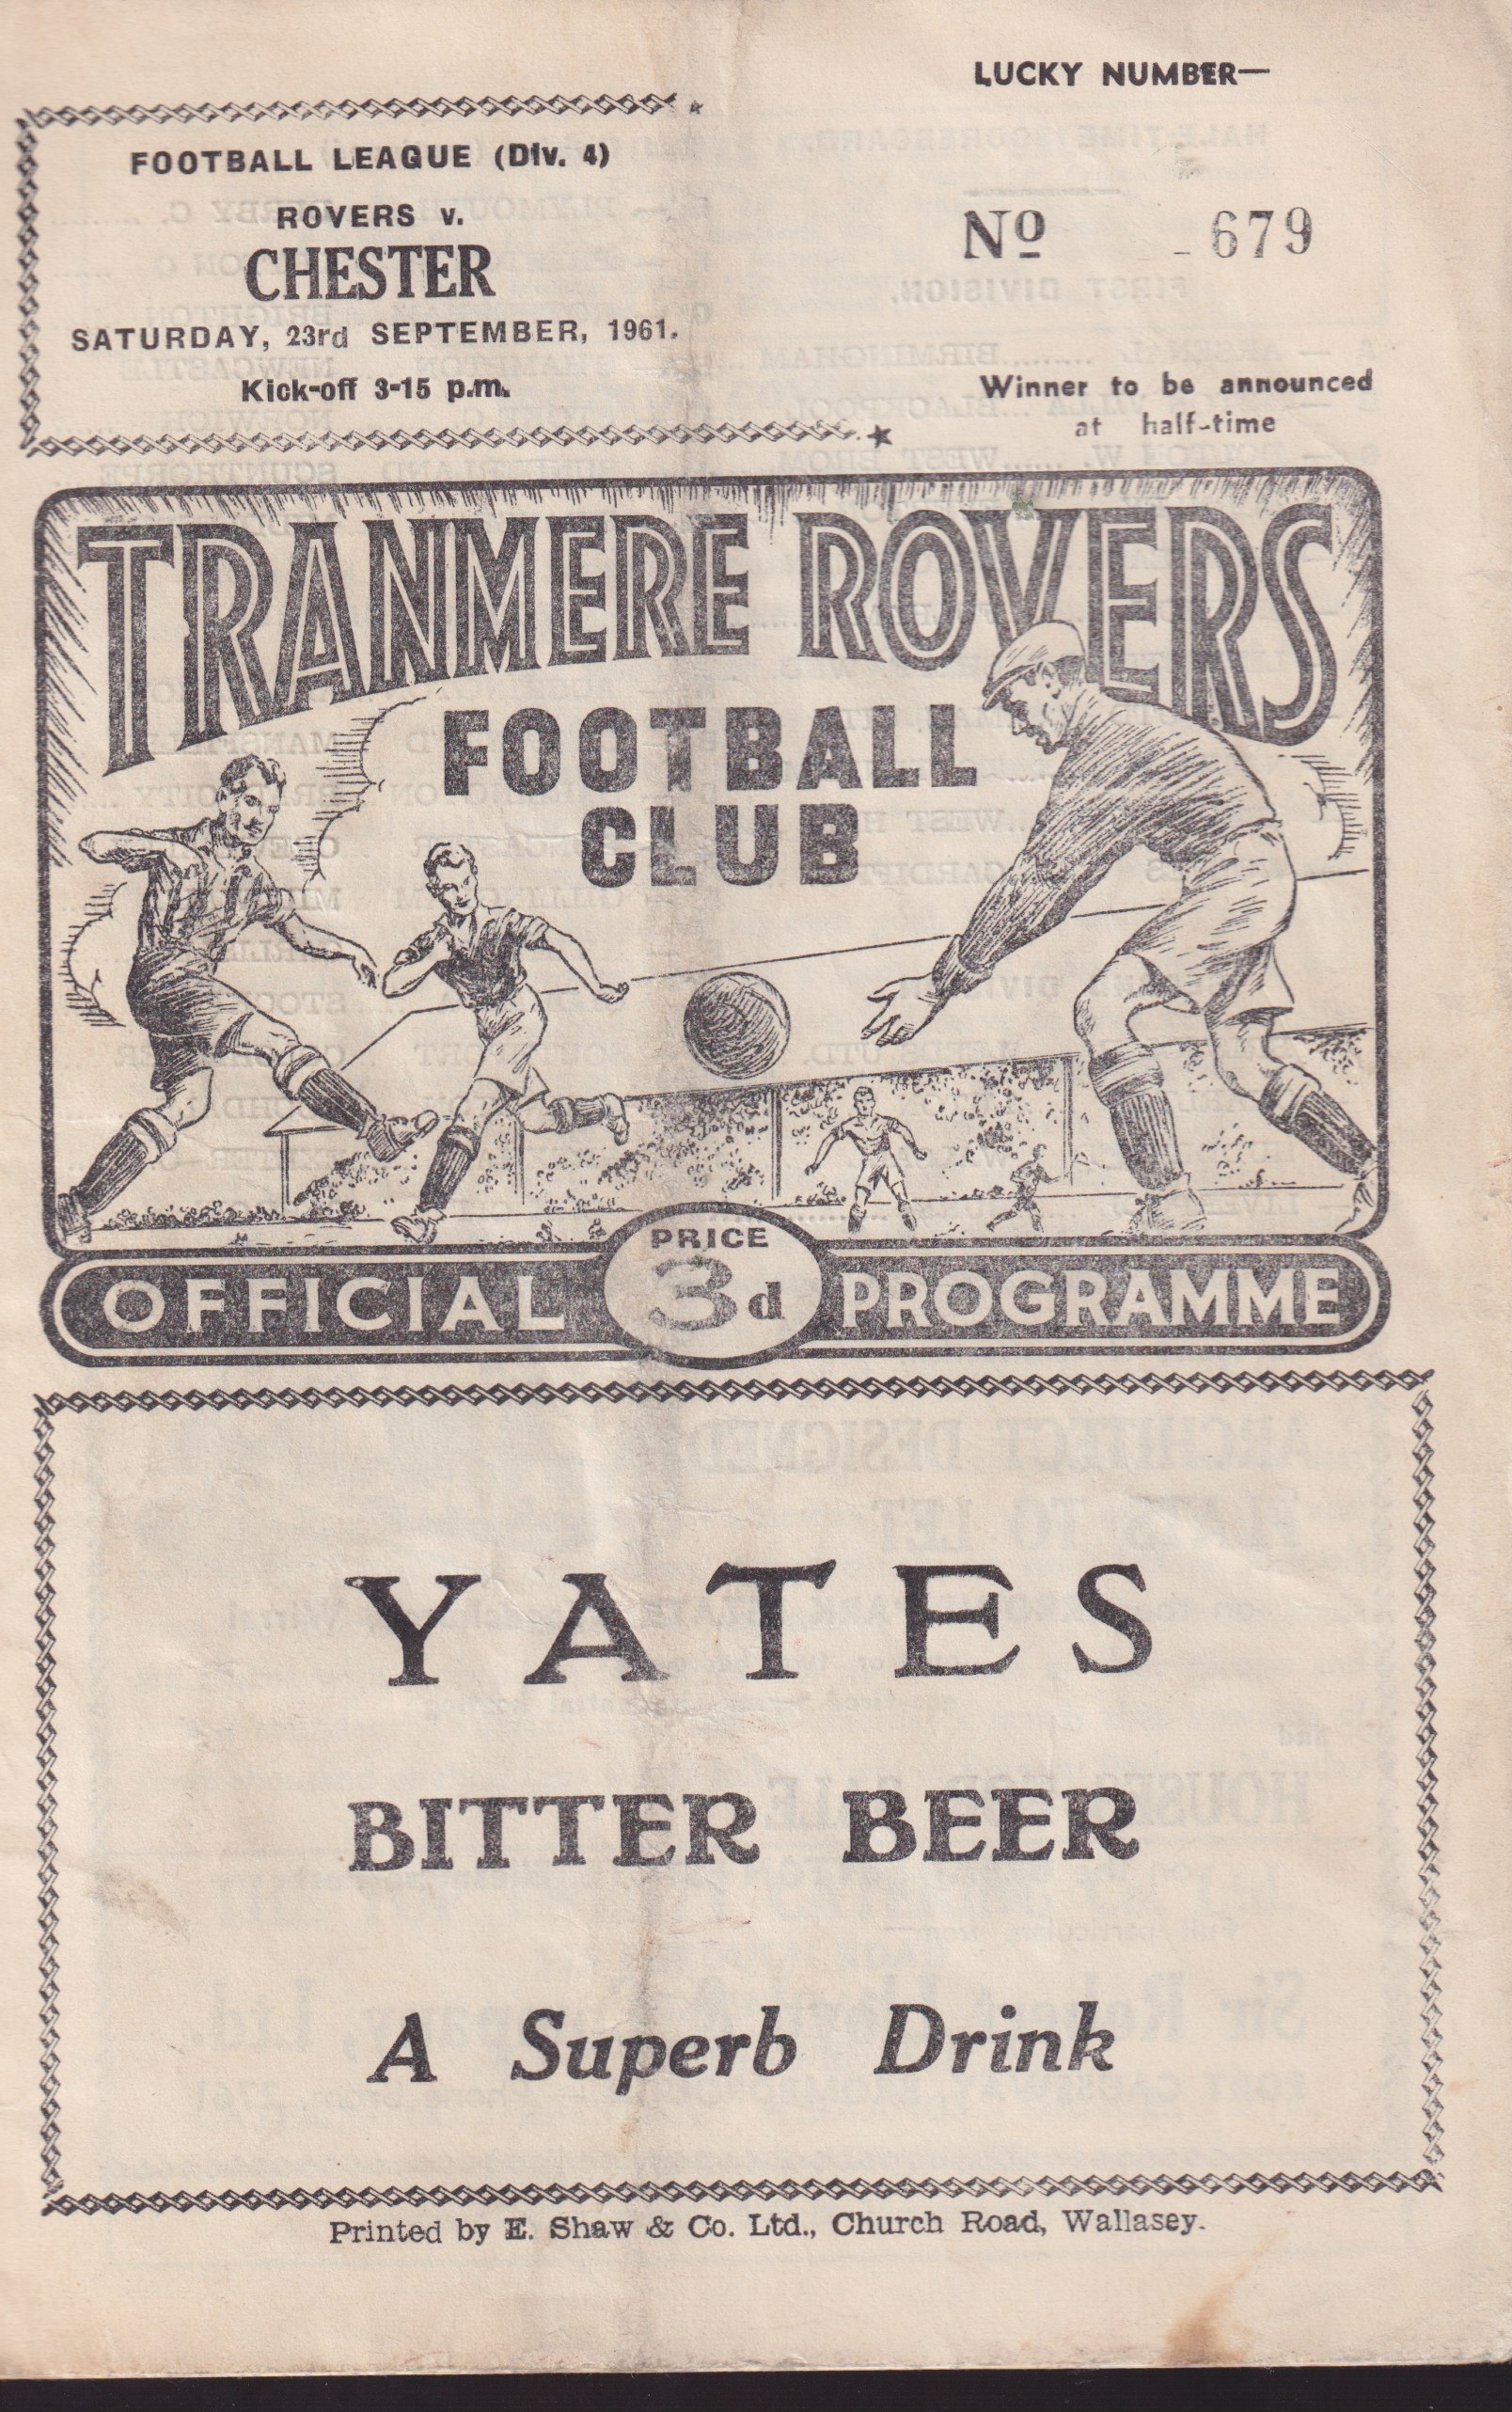 LUCKY NUMBER—
FOOTBALL LEAGUE (Div. 4)
ROVERS v.
CHESTER
SATURDAY, 23rd SEPTEMBER, 1961.
Kick-off 3-15 p.m.
Nº 679
Winner to be announced
at half-time
TRANMERE ROVERS
FOOTBALL
CLUB
PRICE
3d
OFFICIAL PROGRAMME
YATES
BITTER BEER
A Superb Drink
Printed by E. Shaw & Co. Ltd., Church Road, Wallasey.